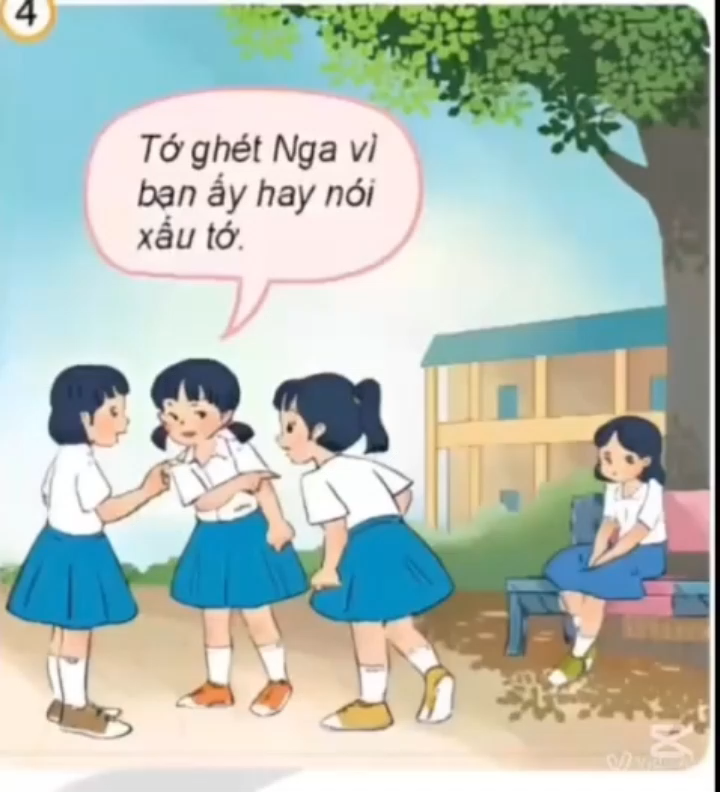 4
Tớ ghét Nga vì
bạn ấy hay nói
xấu tớ.